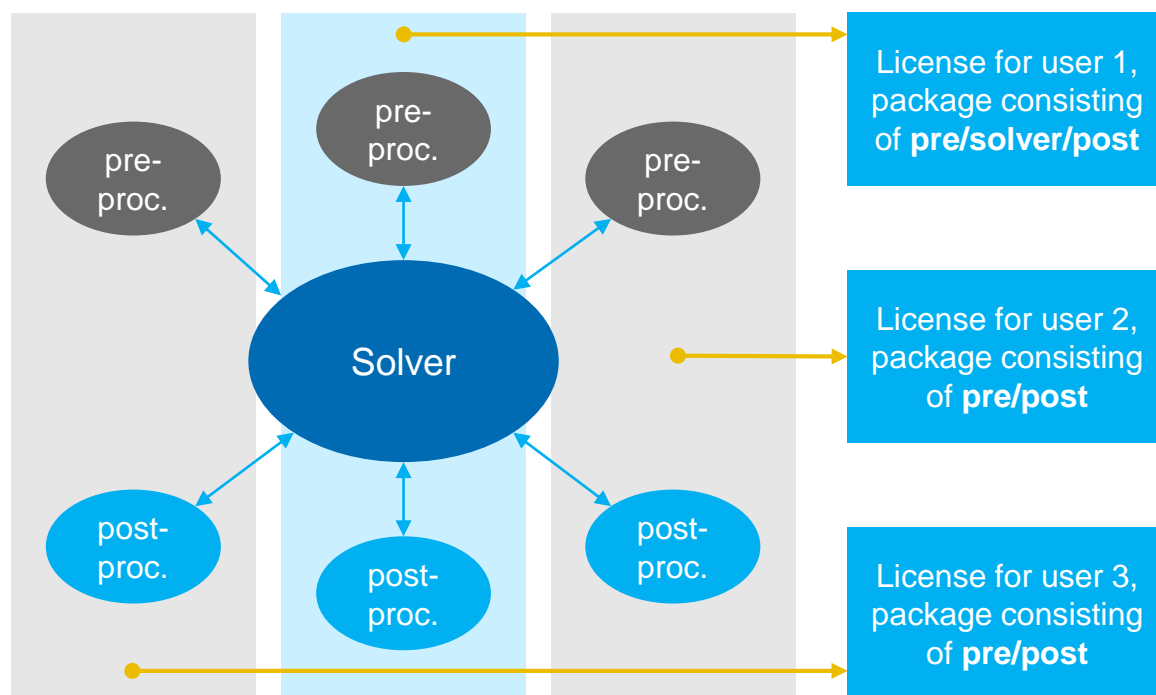 pre-
proc.
pre-
proc.
pre-
proc.
Solver
post-
proc.
post-
proc.
post-
proc.
License for user 1,
package consisting
of pre/solver/post
License for user 2,
package consisting
of pre/post
License for user 3,
package consisting
of pre/post